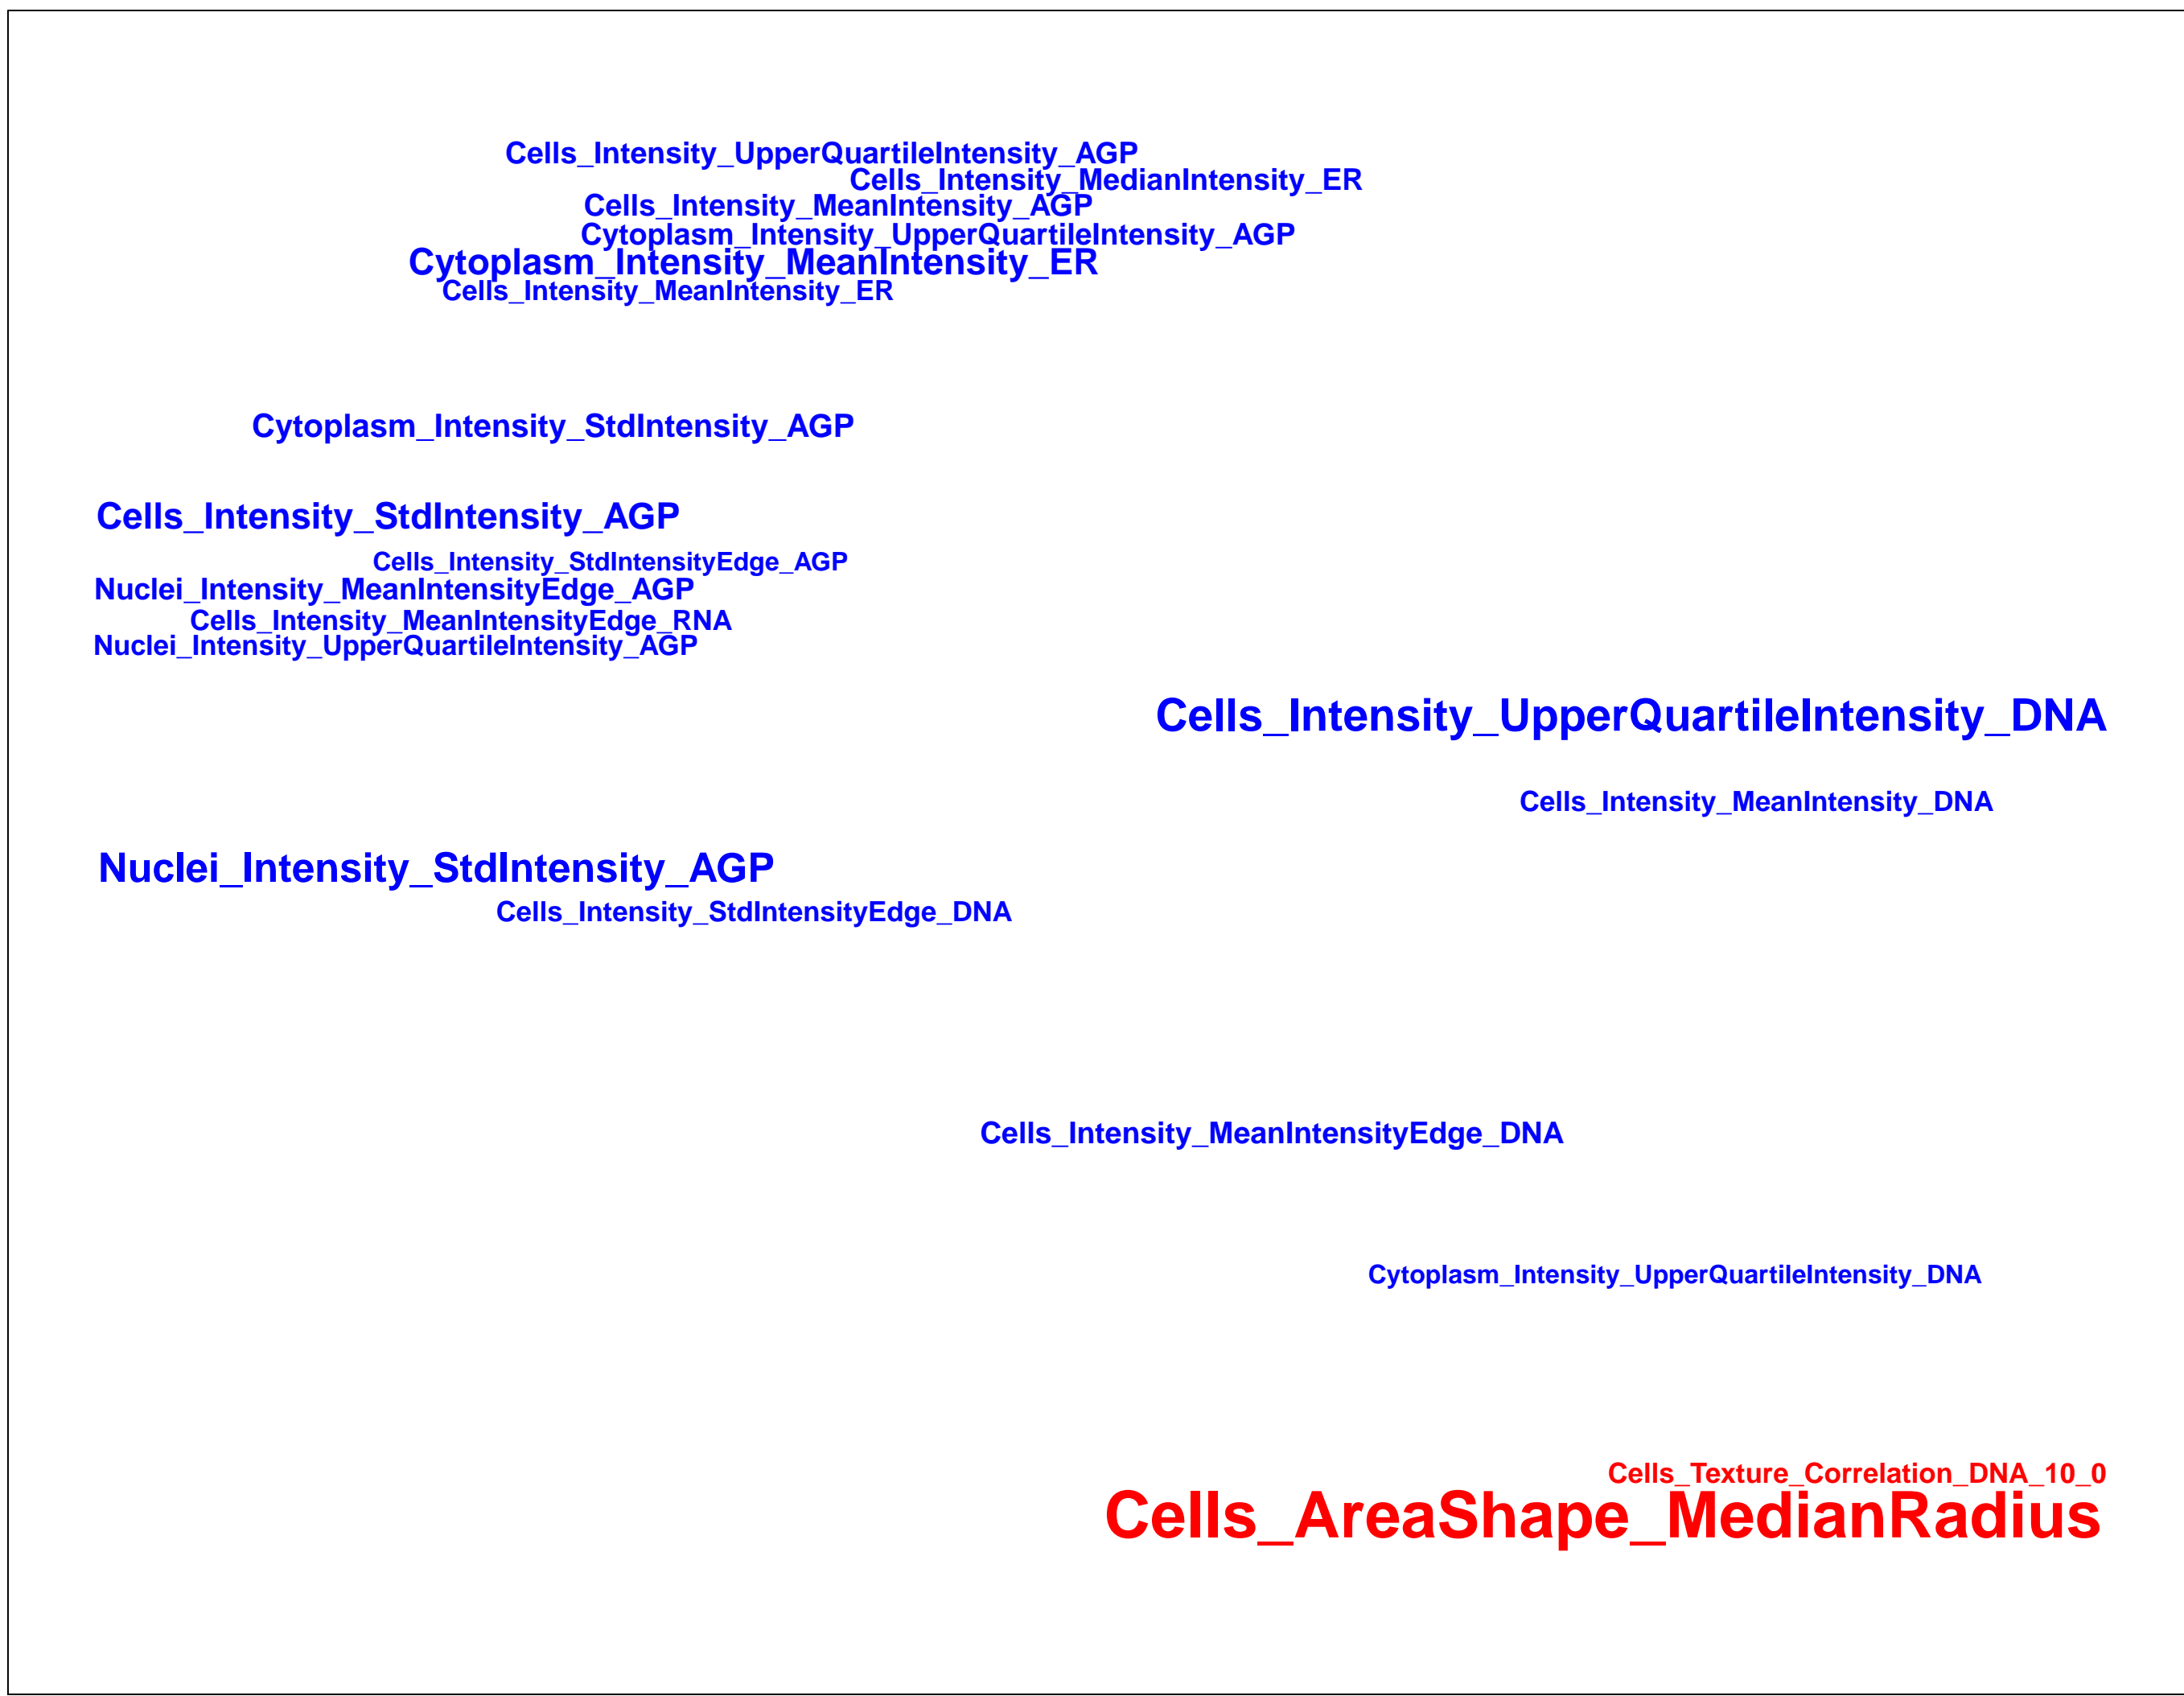 Cells_Intensity_UpperQuartileIntensity_AGP
Cells_Intensity_MedianIntensity_ER
Cells_Intensity_MeanIntensity_AGP
Cytoplasm_Intensity_UpperQuartileIntensity_AGP
Cytoplasm_Intensity_MeanIntensity_ER
Cells_Intensity_MeanIntensity_ER
Cytoplasm_Intensity_StdIntensity_AGP
Cells_Intensity_StdIntensity_AGP
Cells_Intensity_StdIntensityEdge_AGP
Nuclei_Intensity_MeanIntensityEdge_AGP
Cells_Intensity_MeanIntensityEdge_RNA
Nuclei_Intensity_UpperQuartileIntensity_AGP
Cells_Intensity_UpperQuartileIntensity_DNA
Cells_Intensity_MeanIntensity_DNA
Nuclei_Intensity_StdIntensity_AGP
Cells_Intensity_StdIntensityEdge_DNA
Cells_Intensity_MeanIntensityEdge_DNA
Cytoplasm_Intensity_UpperQuartileIntensity_DNA
Cells_Texture_Correlation_DNA_10_0
Cells_AreaShape_MedianRadius